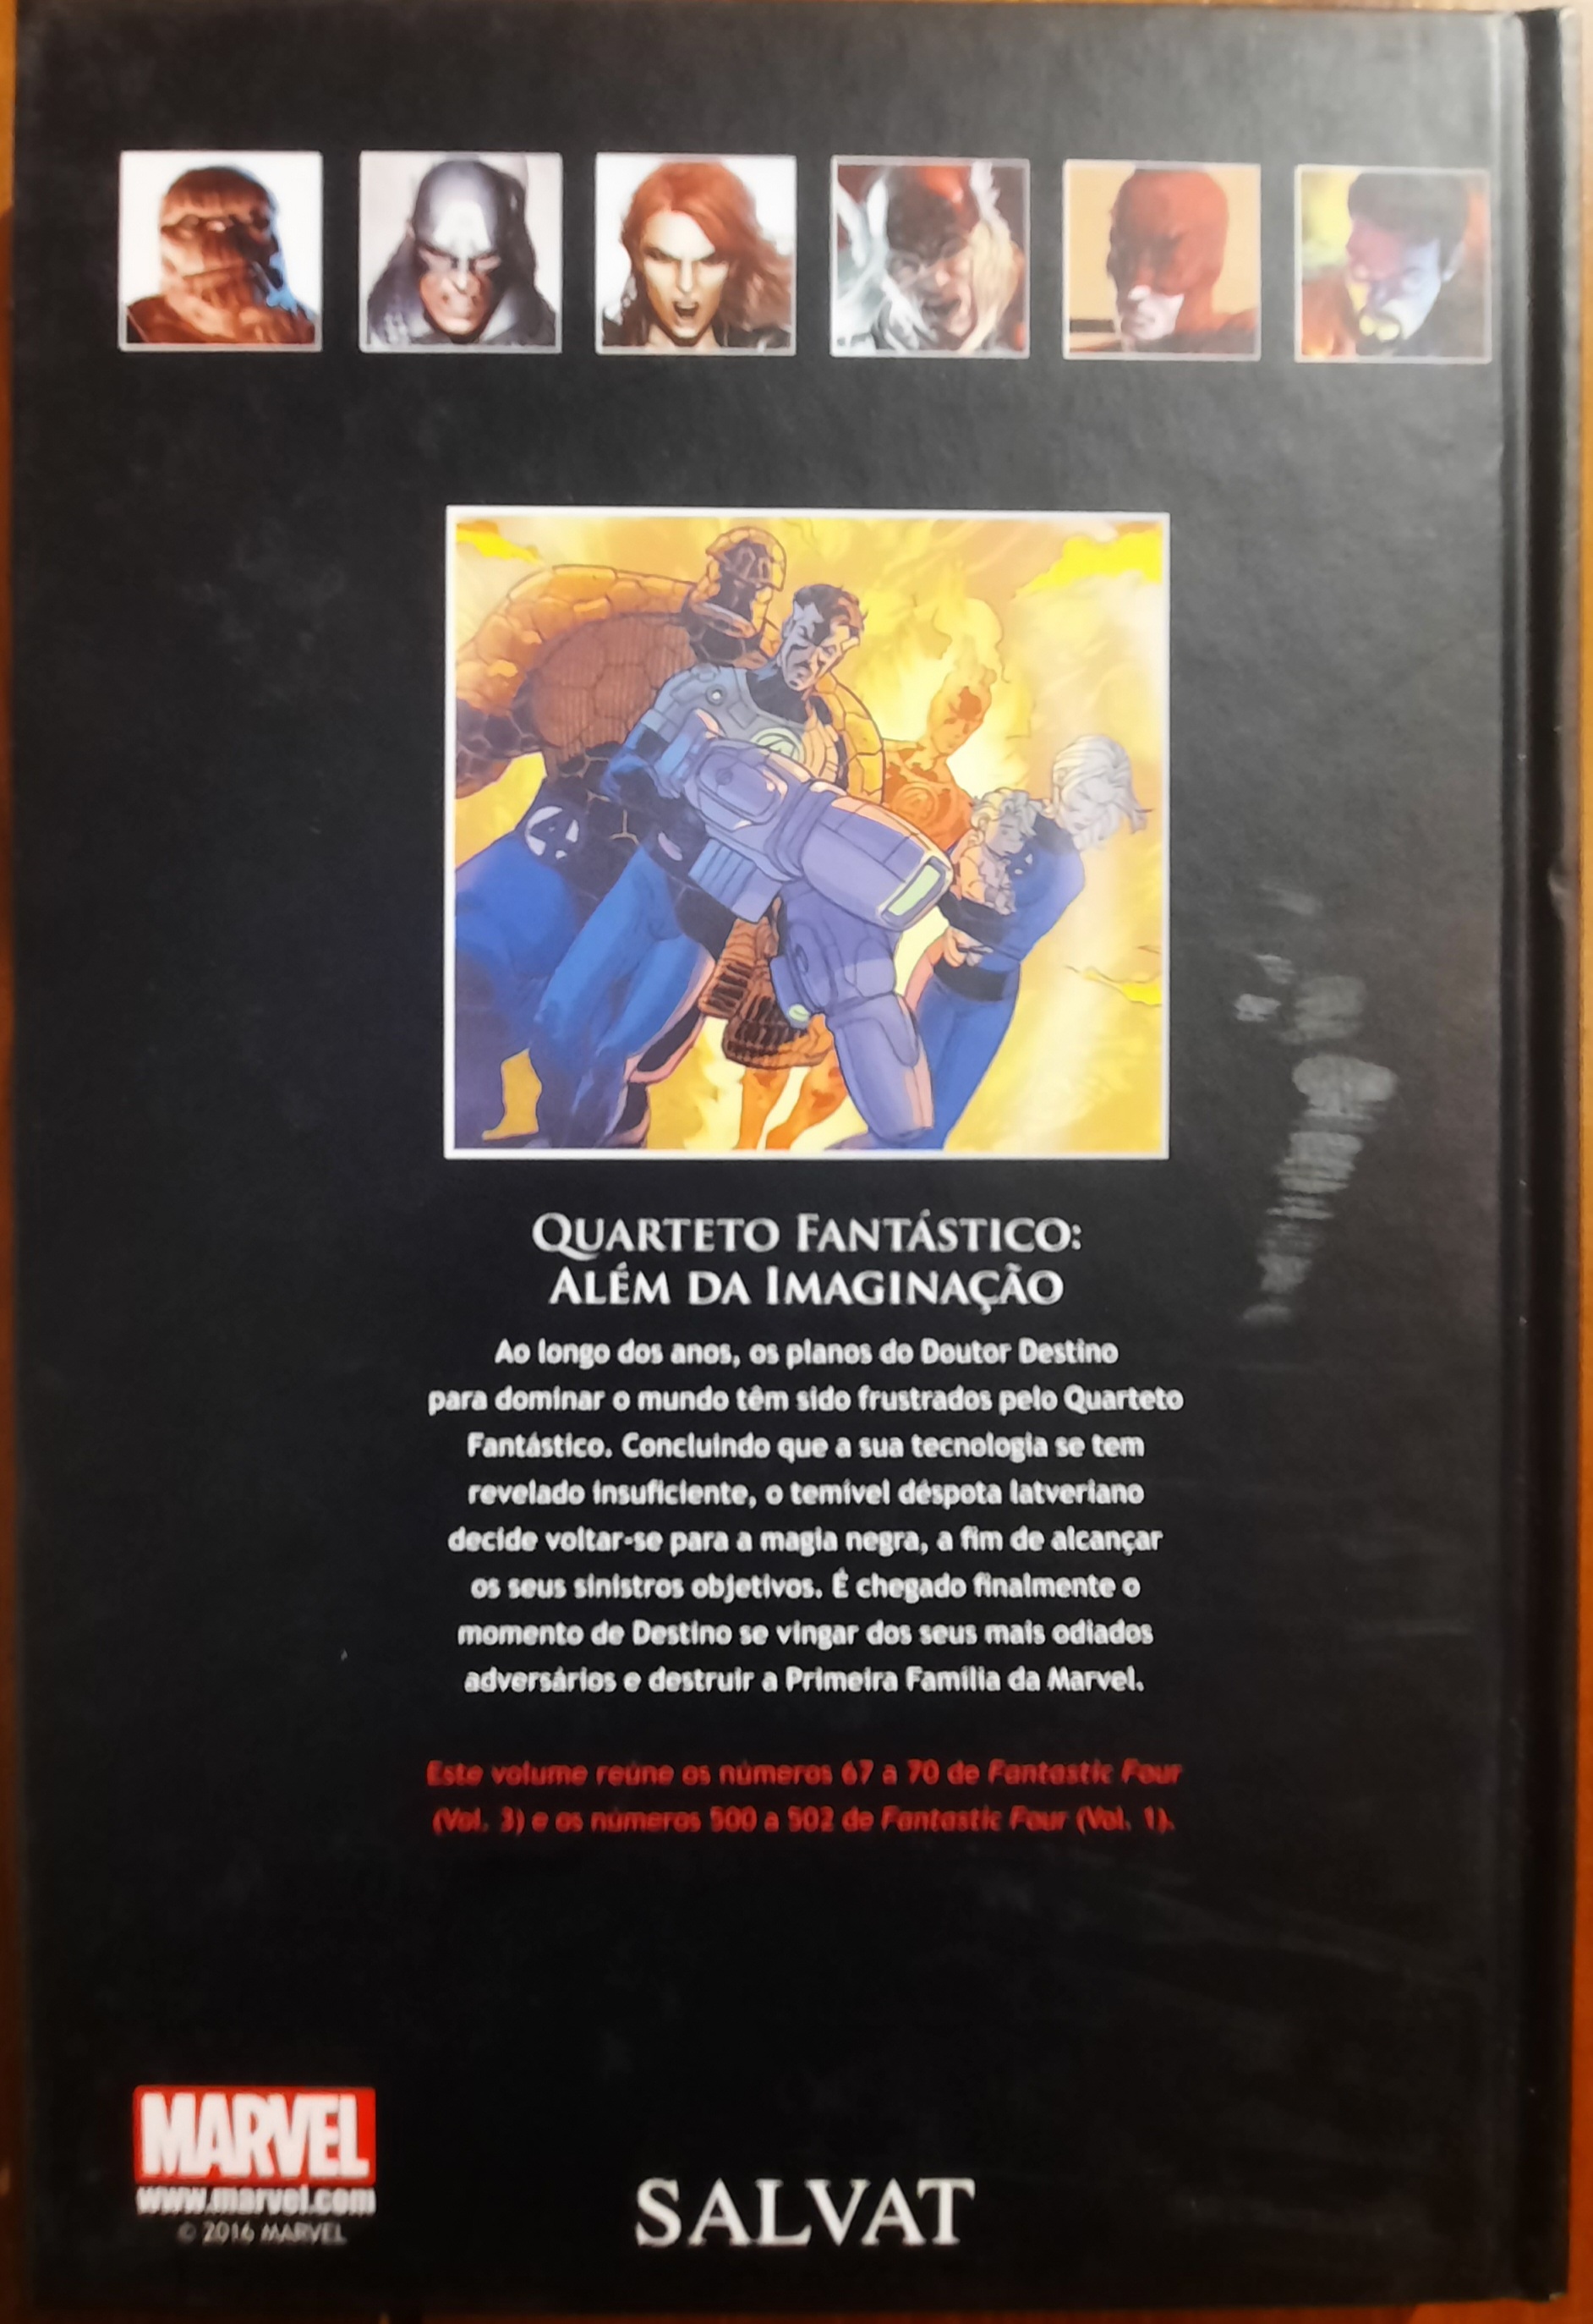 QUARTETO FANTÁSTICO:
ALÉM DA IMAGINAÇÃO
Ao longo dos anos, os planos do Doutor Destino
para dominar o mundo têm sido frustrados pelo Quarteto
Fantástico. Concluindo que a sua tecnologia se tem
revelado insuficiente, o temível déspota latveriano
decide voltar-se para a magia negra, a fim de alcançar
os seus sinistros objetivos. É chegado finalmente o
momento de Destino se vingar dos seus mais odiados
adversários e destruir a Primeira Família da Marvel.
Este volume reúne os números 67 a 70 de Fantastic Four
(Vol. 3) e os números 500 a 502 de Fantastic Four (Vol. 1).
MARVEL
www.marvel.com
© 2016 MARVEL
SALVAT